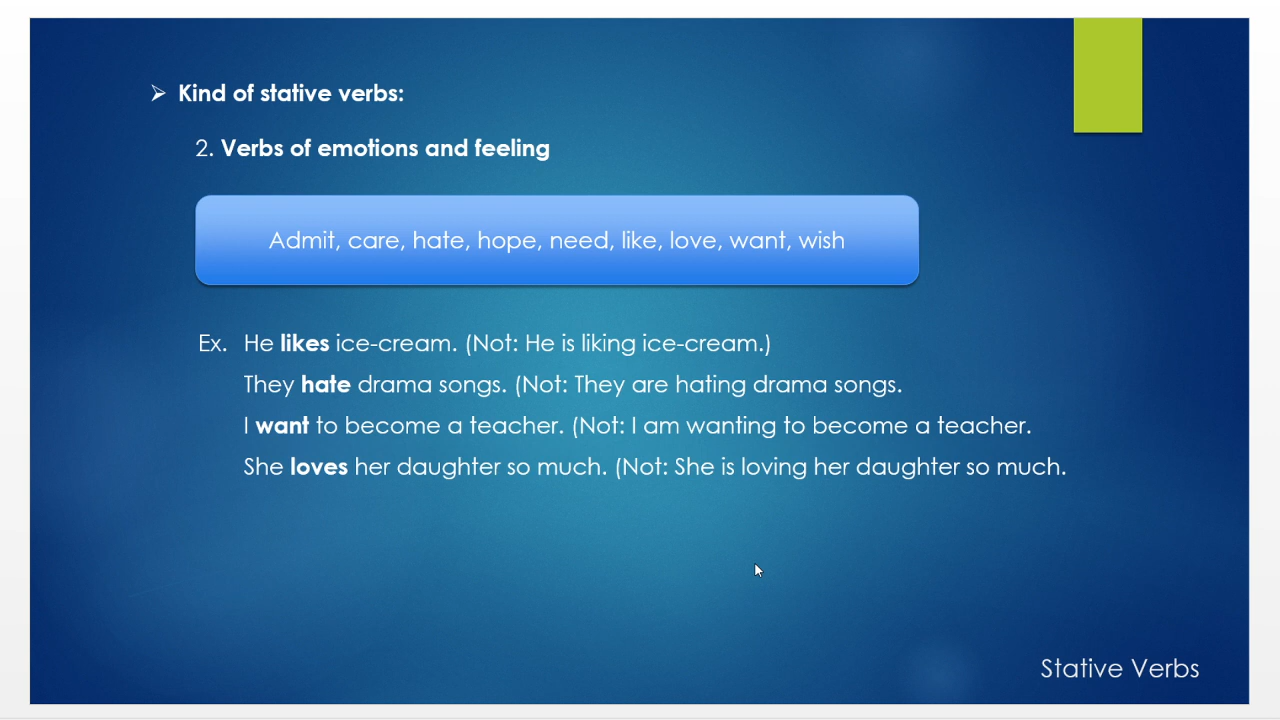 Kind of stative verbs:
2. Verbs of emotions and feeling
Admit, care, hate, hope, need, like, love, want, wish
Ex. He likes ice-cream. (Not: He is liking ice-cream.)
They hate drama songs. (Not: They are hating drama songs.
I want to become a teacher. (Not: I am wanting to become a teacher.
She loves her daughter so much. (Not: She is loving her daughter so much.
Stative Verbs